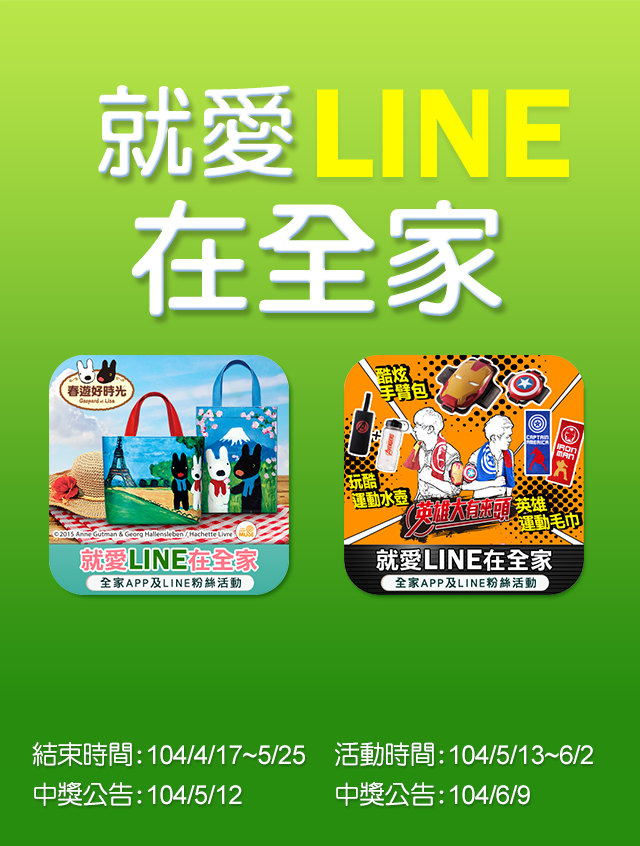 就愛LINE
在全家
春遊好時光
Gaspard et Lisa
©2015 Anne Gutman & Georg Hallensleben / Hachette Livre
MUSE
就愛LINE在全家
全家APP及LINE粉絲活動
酷炫
手臂包
CAPTAIN
AMERICA
IRON
MAN
玩酷
運動水壺
英雄大有出頭
英雄
運動毛巾
就愛LINE在全家
全家APP及LINE粉絲活動
結束時間:104/4/17~5/25
中獎公告:104/5/12
活動時間:104/5/13~6/2
中獎公告:104/6/9